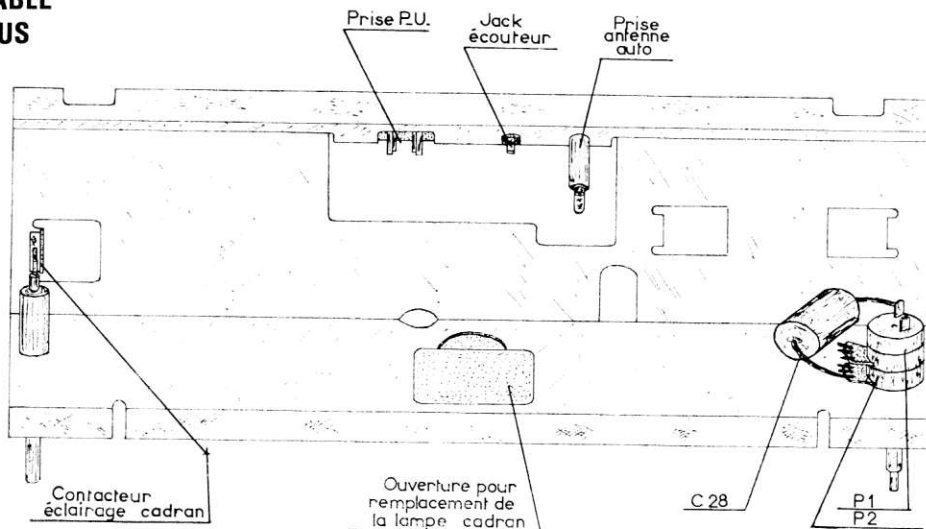 US
Prise P.U.
Jack
écouteur
Prise
antenne
auto
Contacteur
éclairage cadran
Ouverture pour
remplacement de
la lampe cadran
C 28
P1
P2